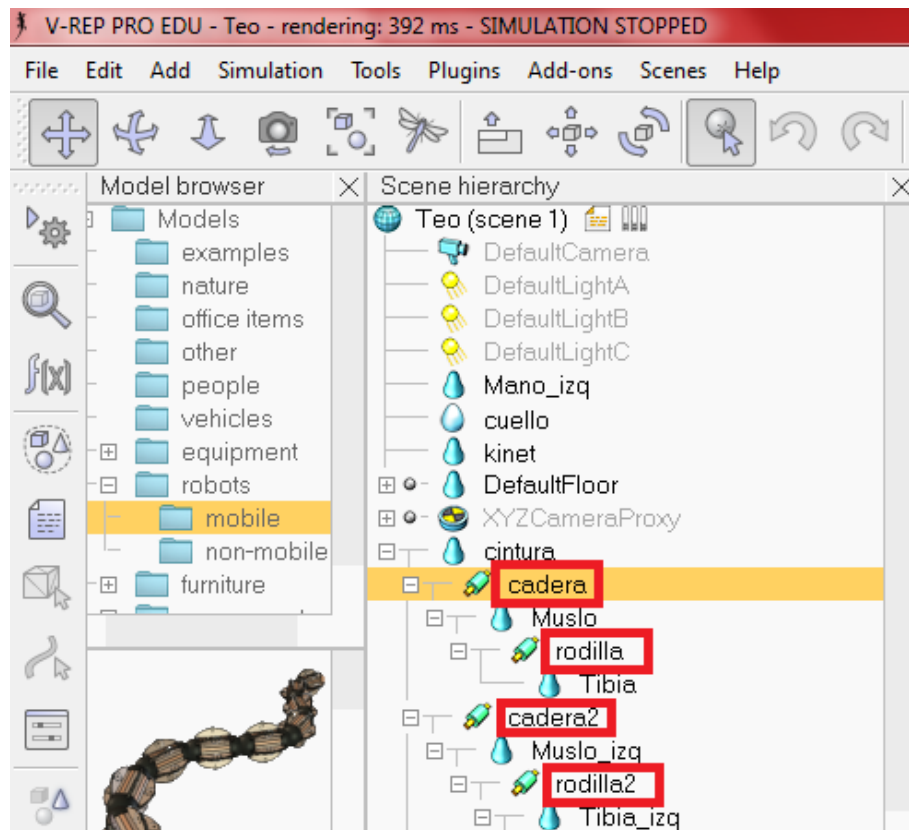 V-REP PRO EDU - Teo - rendering: 392 ms - SIMULATION STOPPED
File Edit Add Simulation Tools Plugins Add-ons Scenes Help
Model browser
Models
examples
nature
office items
other
people
vehicles
equipment
robots
mobile
non-mobile
furniture
Scene hierarchy
Teo (scene 1)
DefaultCamera
DefaultLightA
DefaultLightB
DefaultLightC
Mano_izq
cuello
kinet
DefaultFloor
XYZCameraProxy
cintura
cadera
Muslo
rodilla
Tibia
cadera2
Muslo_izq
rodilla2
Tibia_izq
f(x)